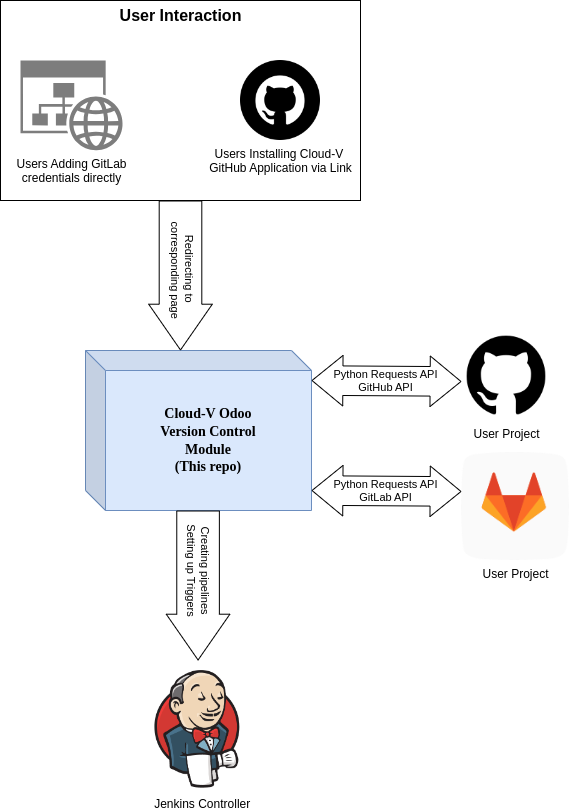 User Interaction
Users Adding GitLab
credentials directly
Users Installing Cloud-V
GitHub Application via Link
Redirecting to
corresponding page
Cloud-V Odoo
Version Control
Module
(This repo)
Python Requests API
GitHub API
User Project
Python Requests API
GitLab API
User Project
Creating pipelines
Setting up Triggers
Jenkins Controller